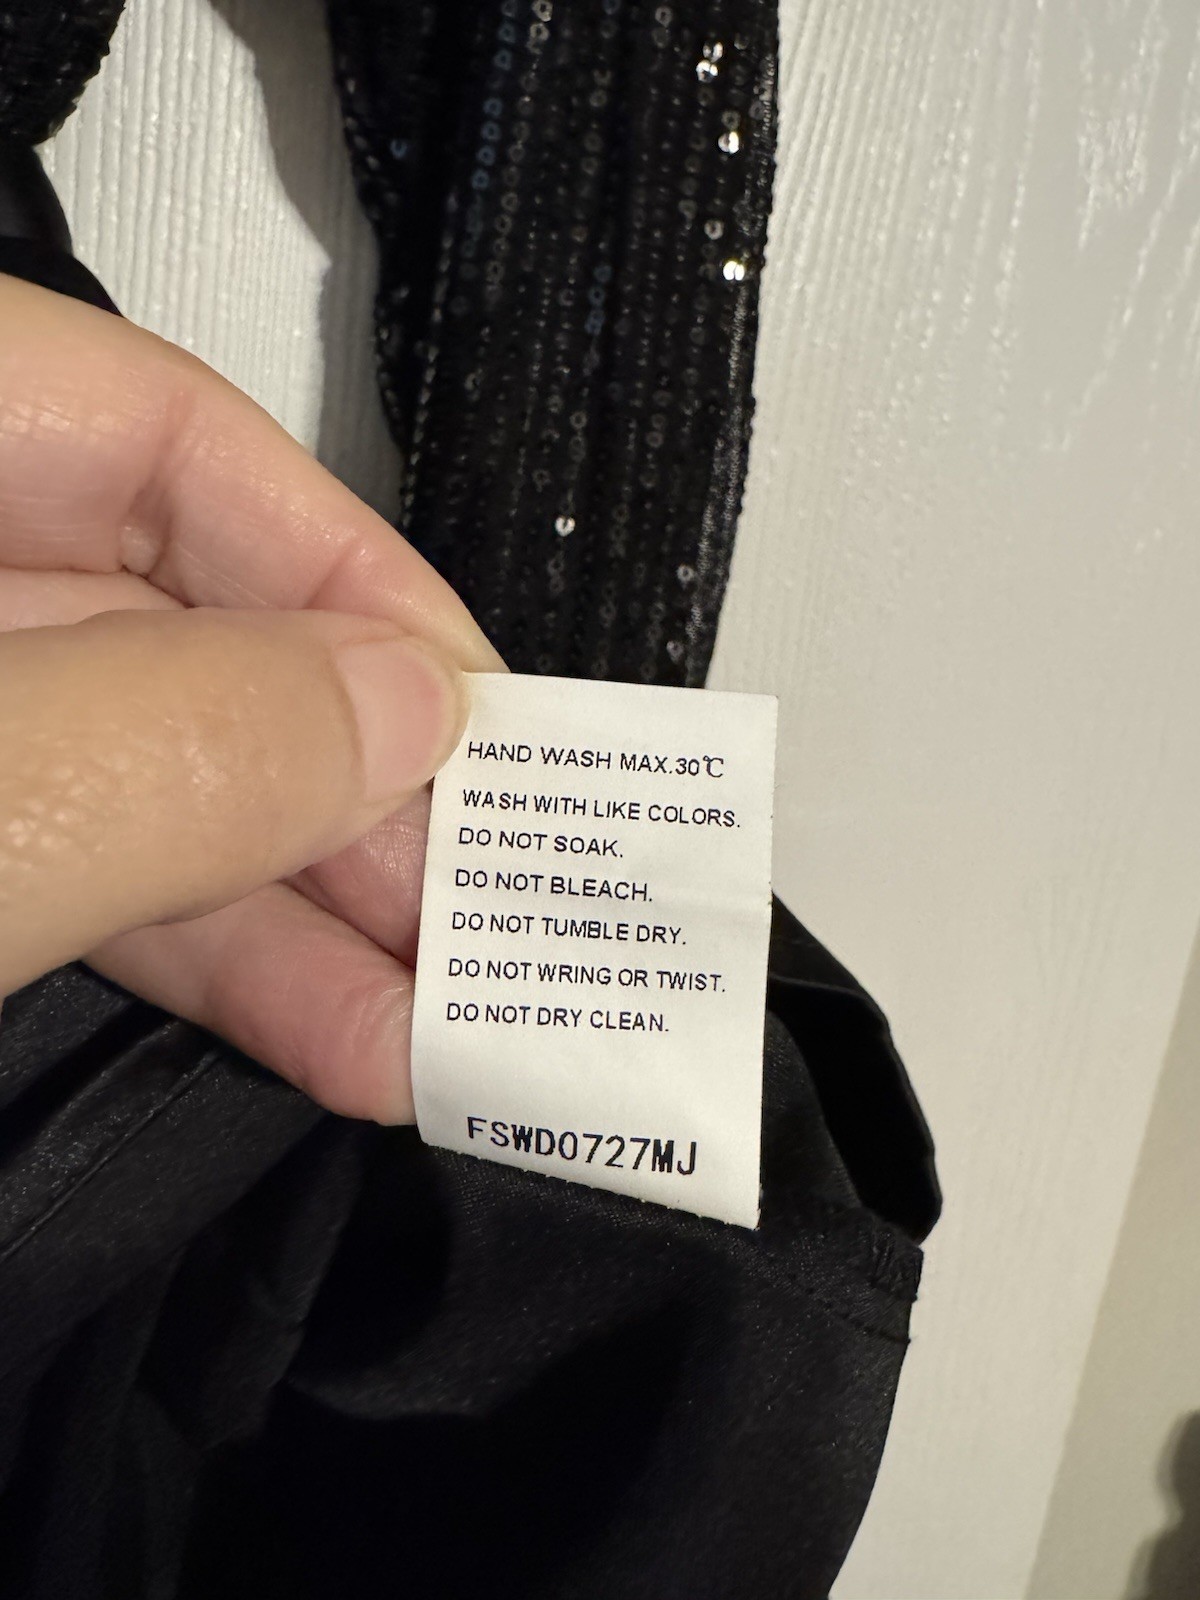 HAND WASH MAX.30℃
WASH WITH LIKE COLORS.
DO NOT SOAK.
DO NOT BLEACH.
DO NOT TUMBLE DRY.
DO NOT WRING OR TWIST.
DO NOT DRY CLEAN.
FSWD0727MJ